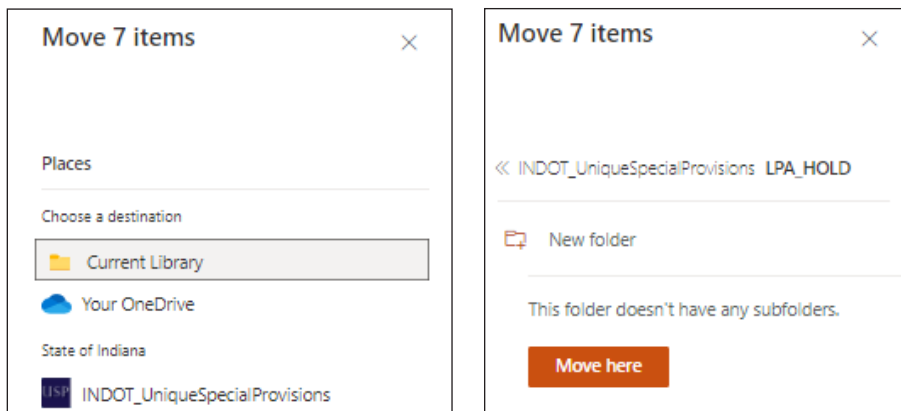 Move 7 items
Places
Choose a destination
Current Library
Your OneDrive
State of Indiana
USP INDOT_UniqueSpecialProvisions
Move 7 items
INDOT_UniqueSpecialProvisions LPA_HOLD
New folder
This folder doesn't have any subfolders.
Move here